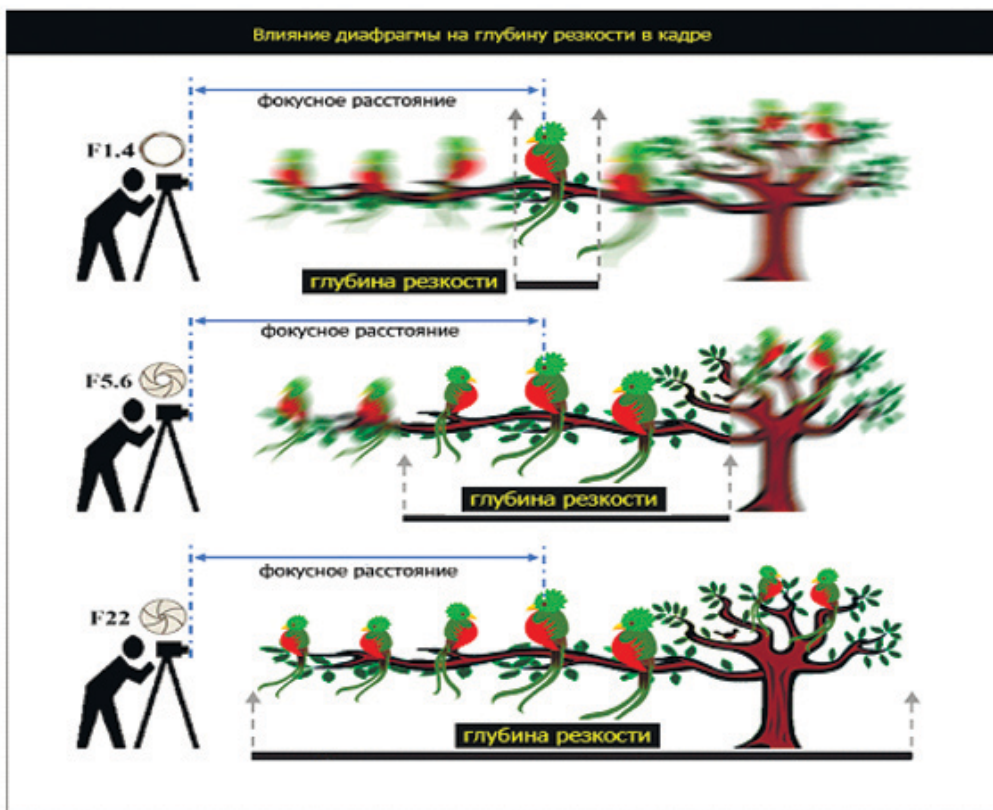 Влияние диафрагмы на глубину резкости в кадре
фокусное расстояние
F1.4
глубина резкости
фокусное расстояние
F5.6
глубина резкости
фокусное расстояние
F22
глубина резкости